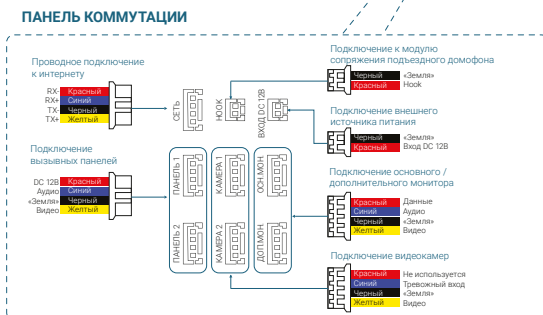 ПАНЕЛЬ КОММУТАЦИИ
Проводное подключение
к интернету
RX- Красный
RX+ Синий
TX- Черный
TX+ Желтый
Подключение
вызывных панелей
DC 12В Красный
Аудио Синий
«Земля» Черный
Видео Желтый
СЕТЬ
HOOK
ВХОД DC 12В
ПАНЕЛЬ 1
КАМЕРА 1
ОСН.МОН.
ПАНЕЛЬ 2
КАМЕРА 2
ДОП.МОН.
Подключение к модулю
сопряжения подъездного домофона
Черный «Земля»
Красный Hook
Подключение внешнего
источника питания
Черный «Земля»
Красный Вход DC 12В
Подключение основного /
дополнительного монитора
Красный Данные
Синий Аудио
Черный «Земля»
Желтый Видео
Подключение видеокамер
Красный Не используется
Синий Тревожный вход
Черный «Земля»
Желтый Видео